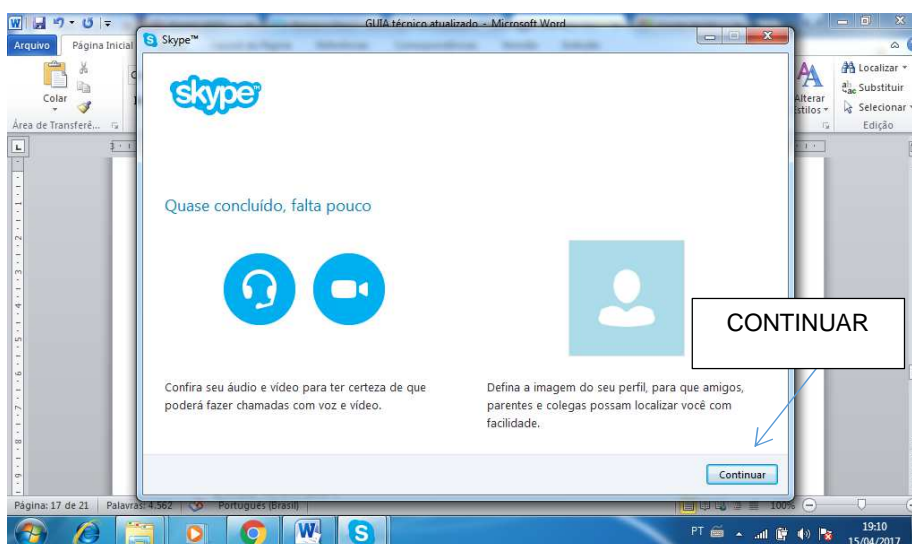 GUIA técnico atualizado - Microsoft Word
Arquivo
Página Inicial
Skype™
Colar
Área de Transferê...
Alterar
Estilos
Localizar
Substituir
Selecionar
Edição
skype
Quase concluído, falta pouco
CONTINUAR
Confira seu áudio e vídeo para ter certeza de que
poderá fazer chamadas com voz e vídeo.
Defina a imagem do seu perfil, para que amigos,
parentes e colegas possam localizar você com
facilidade.
Continuar
Página: 17 de 21
Palavras: 4.562
Português (Brasil)
100%
PT
19:10
15/04/2017